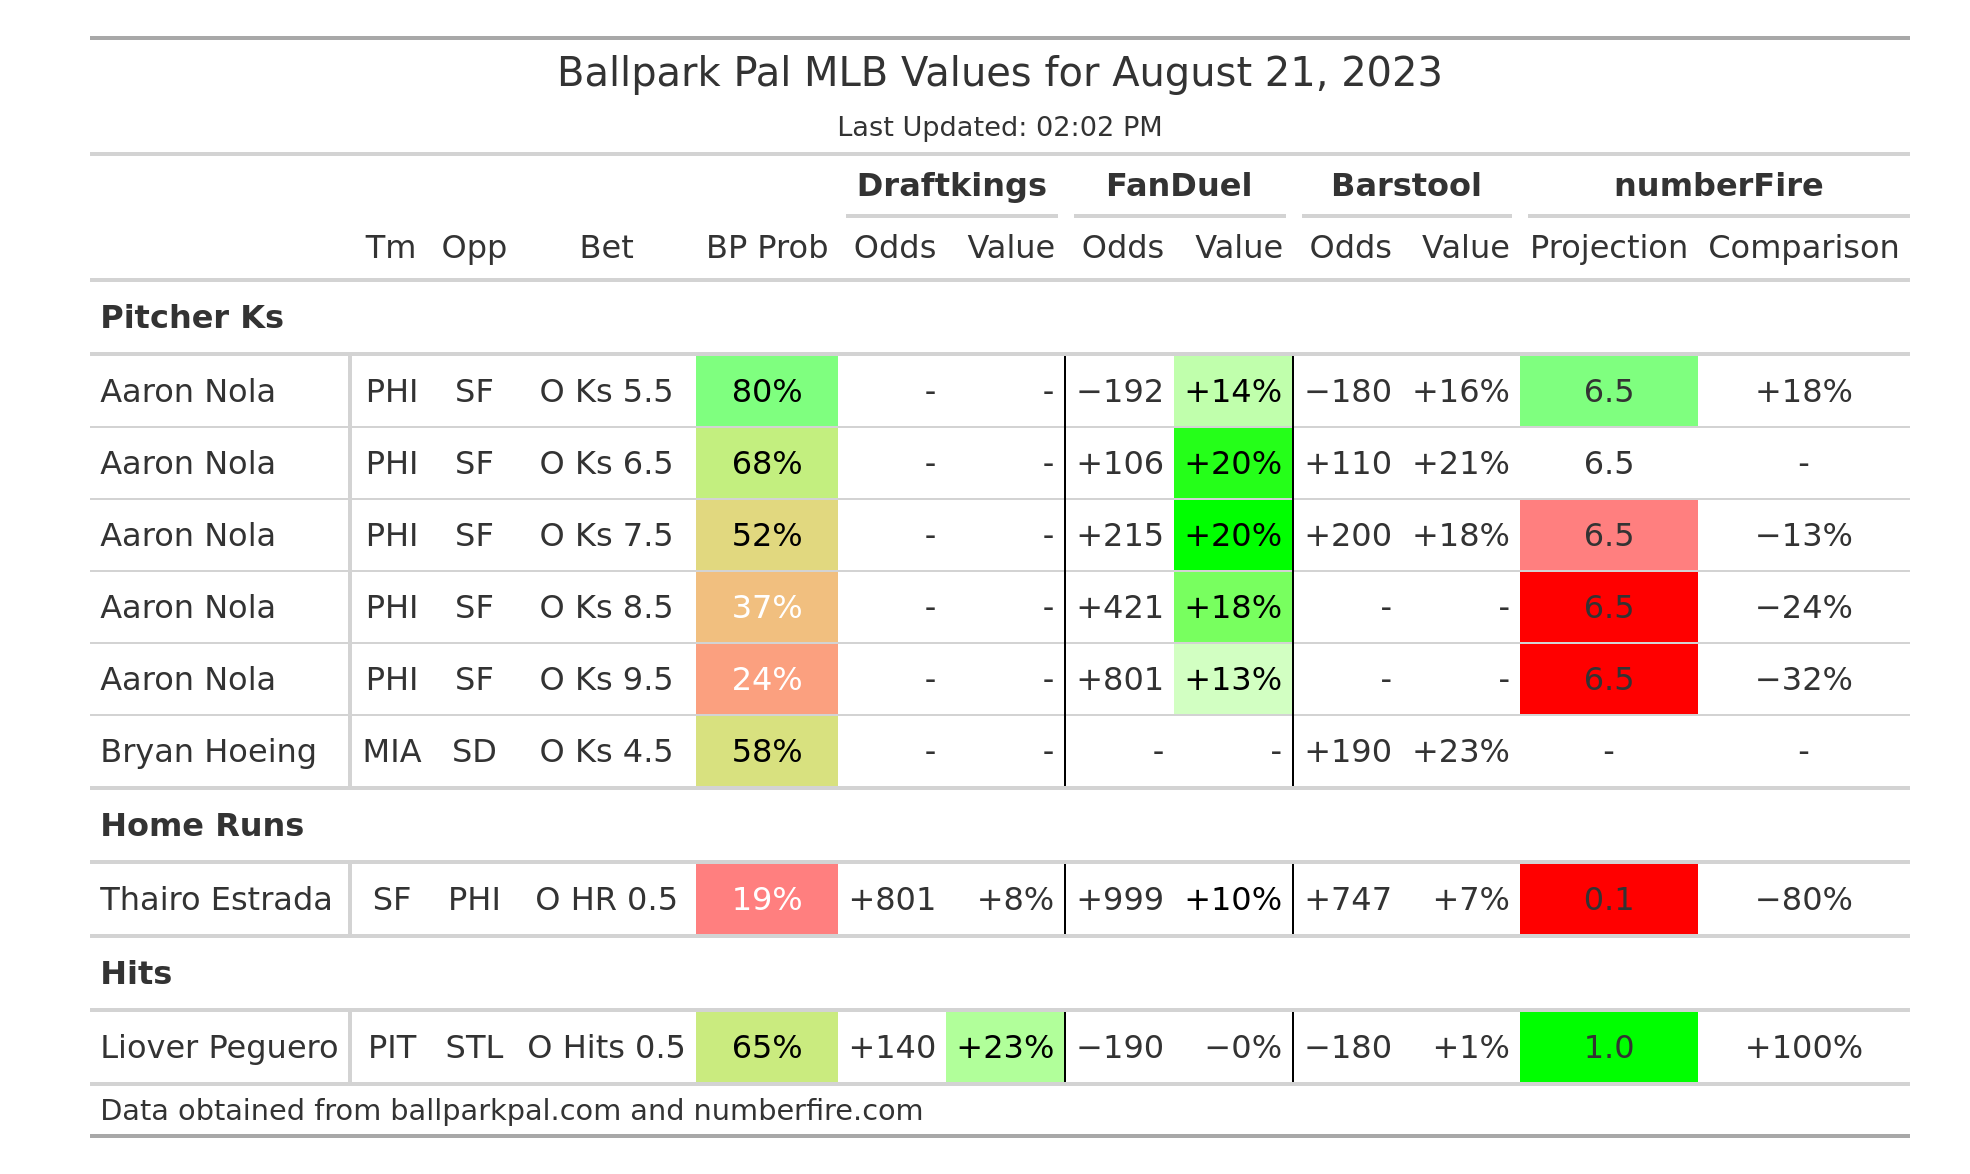 Ballpark Pal MLB Values for August 21, 2023
Last Updated: 02:02 PM
Draftkings FanDuel Barstool numberFire
Tm Opp Bet BP Prob Odds Value Odds Value Odds Value Projection Comparison
Pitcher Ks
Aaron Nola PHI SF O Ks 5.5 80% - - −192 +14% −180 +16% 6.5 +18%
Aaron Nola PHI SF O Ks 6.5 68% - - +106 +20% +110 +21% 6.5 -
Aaron Nola PHI SF O Ks 7.5 52% - - +215 +20% +200 +18% 6.5 −13%
Aaron Nola PHI SF O Ks 8.5 37% - - +421 +18% - - 6.5 −24%
Aaron Nola PHI SF O Ks 9.5 24% - - +801 +13% - - 6.5 −32%
Bryan Hoeing MIA SD O Ks 4.5 58% - - - - +190 +23% - -
Home Runs
Thairo Estrada SF PHI O HR 0.5 19% +801 +8% +999 +10% +747 +7% 0.1 −80%
Hits
Liover Peguero PIT STL O Hits 0.5 65% +140 +23% −190 −0% −180 +1% 1.0 +100%
Data obtained from ballparkpal.com and numberfire.com